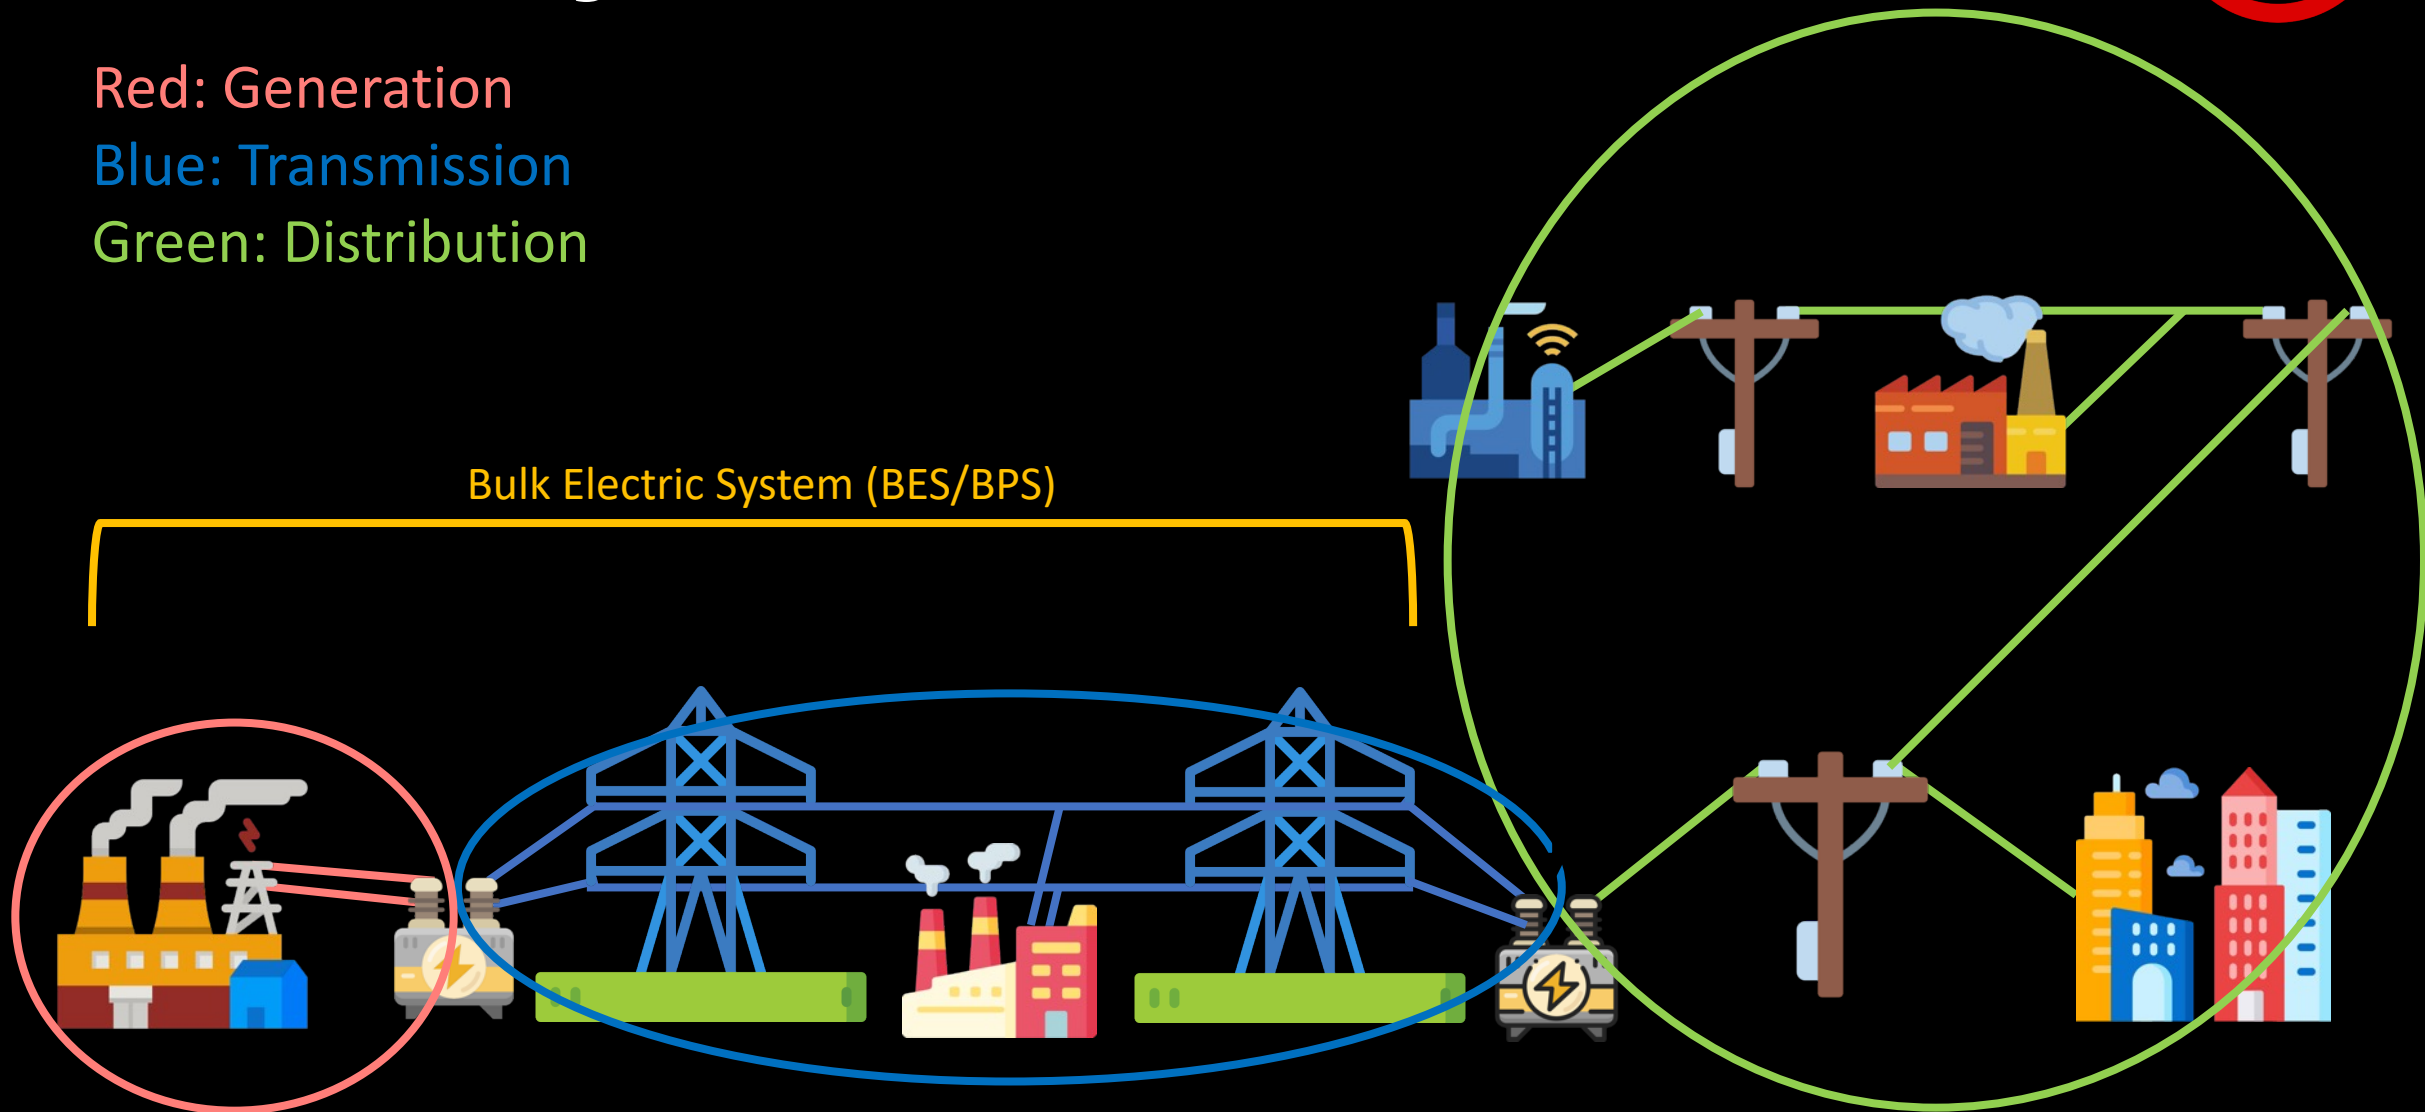 Red: Generation
Blue: Transmission
Green: Distribution
Bulk Electric System (BES/BPS)